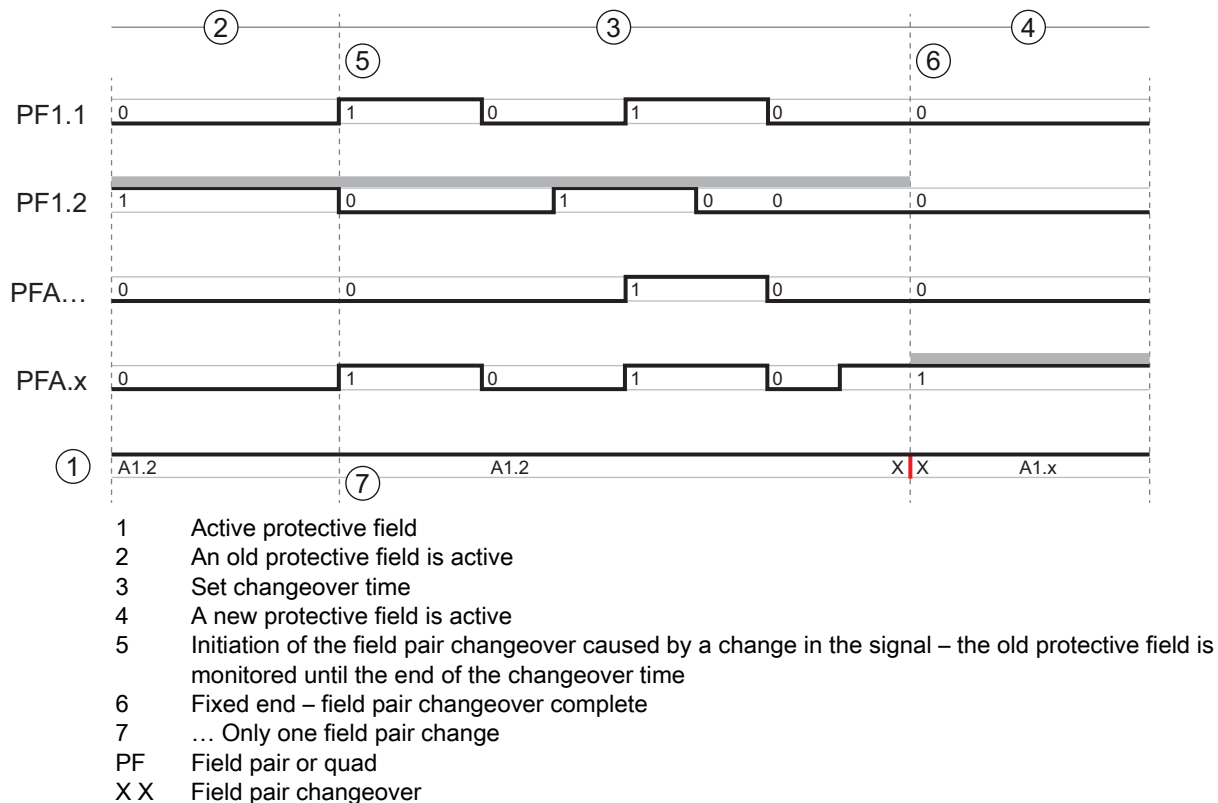 2 3 4
5 6
PF1.1 0 1 0 1 0 0
PF1.2 1 0 1 0 0 0
PFA… 0 0 1 0 0
PFA.x 0 1 0 1 0 1
1 A1.2 A1.2 X X A1.x
7
1 Active protective field
2 An old protective field is active
3 Set changeover time
4 A new protective field is active
5 Initiation of the field pair changeover caused by a change in the signal – the old protective field is
monitored until the end of the changeover time
6 Fixed end – field pair changeover complete
7 … Only one field pair change
PF Field pair or quad
X X Field pair changeover